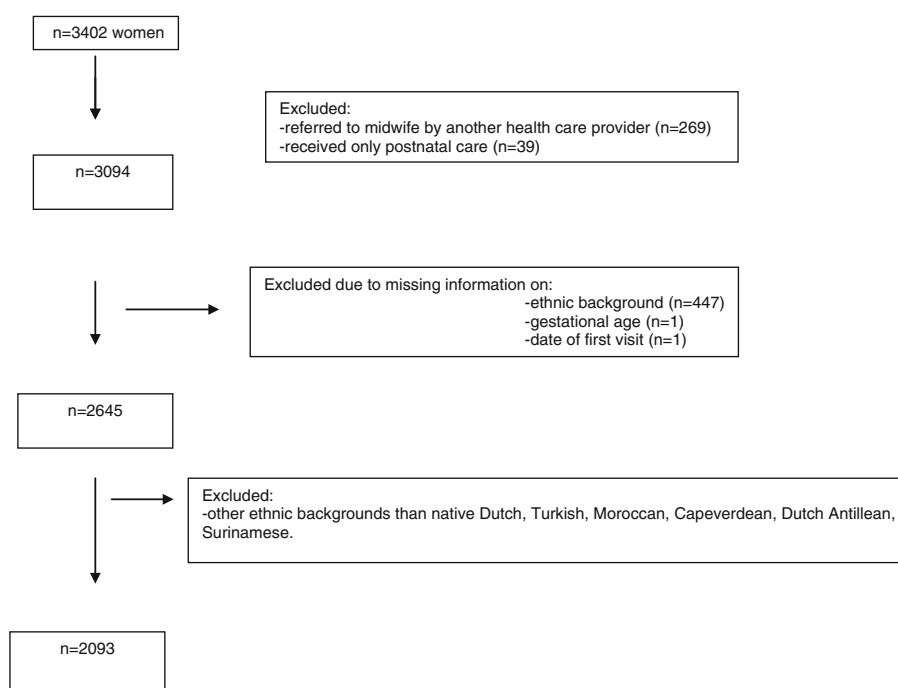 n=3402 women
Excluded:
-referred to midwife by another health care provider (n=269)
-received only postnatal care (n=39)
n=3094
Excluded due to missing information on:
-ethnic background (n=447)
-gestational age (n=1)
-date of first visit (n=1)
n=2645
Excluded:
-other ethnic backgrounds than native Dutch, Turkish, Moroccan, Capeverdean, Dutch Antillean,
Surinamese.
n=2093